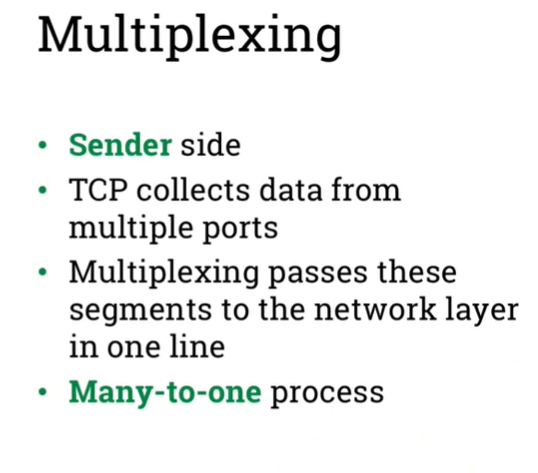 Multiplexing
• Sender side
• TCP collects data from
multiple ports
• Multiplexing passes these
segments to the network layer
in one line
• Many-to-one process